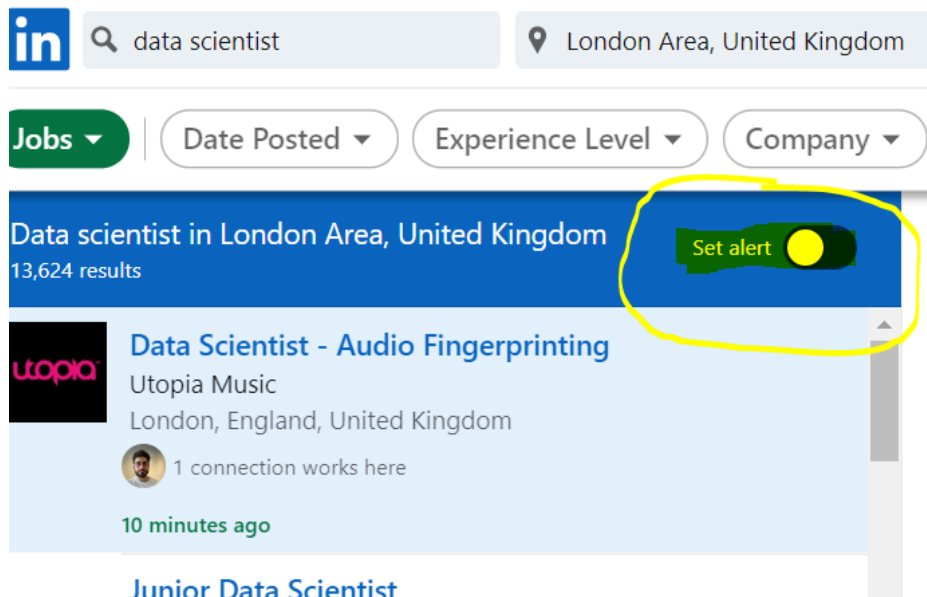 in
data scientist
London Area, United Kingdom
Jobs
Date Posted
Experience Level
Company
Data scientist in London Area, United Kingdom
13,624 results
Set alert
utopia
Data Scientist - Audio Fingerprinting
Utopia Music
London, England, United Kingdom
1 connection works here
10 minutes ago
Junior Data Scientist